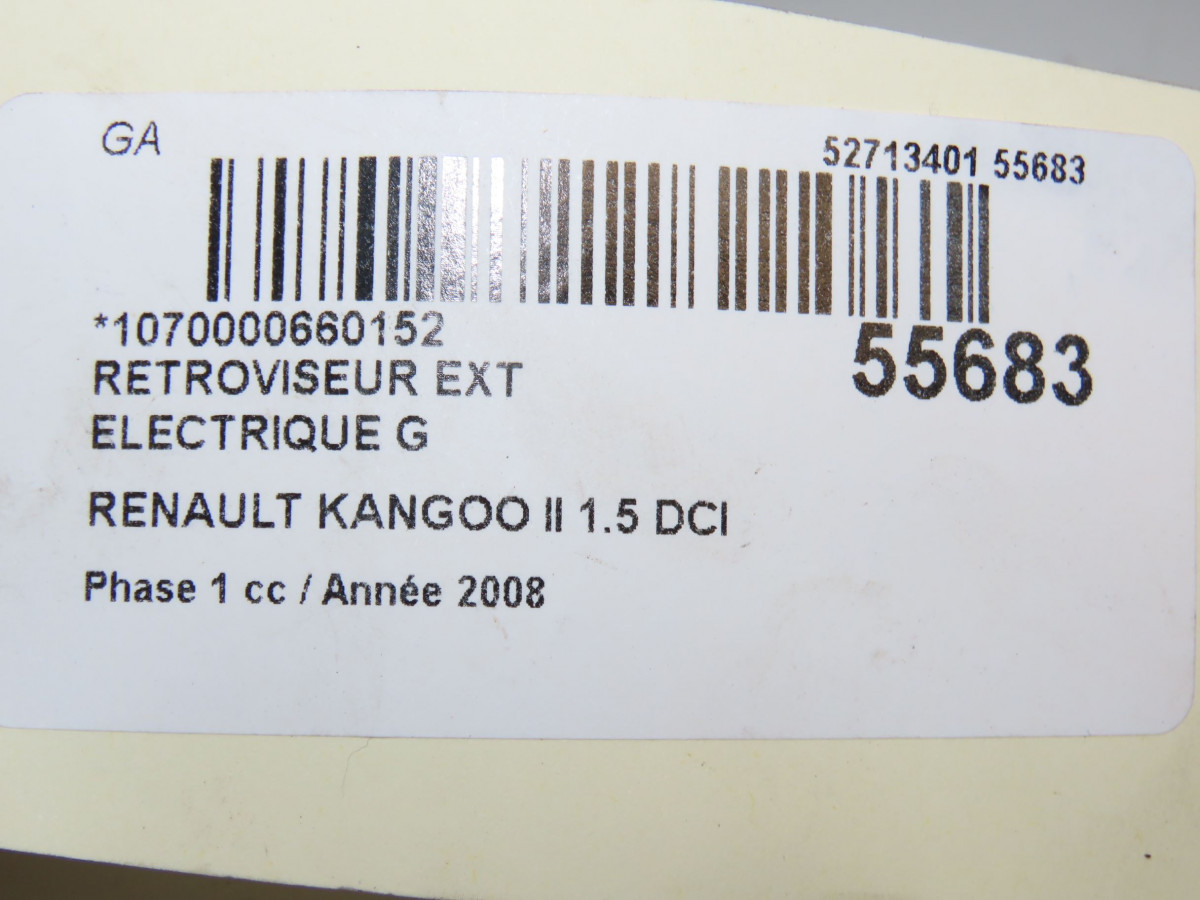 GA
52713401 55683
*1070000660152
55683
RETROVISEUR EXT
ELECTRIQUE G
RENAULT KANGOO II 1.5 DCI
Phase 1 cc / Année 2008